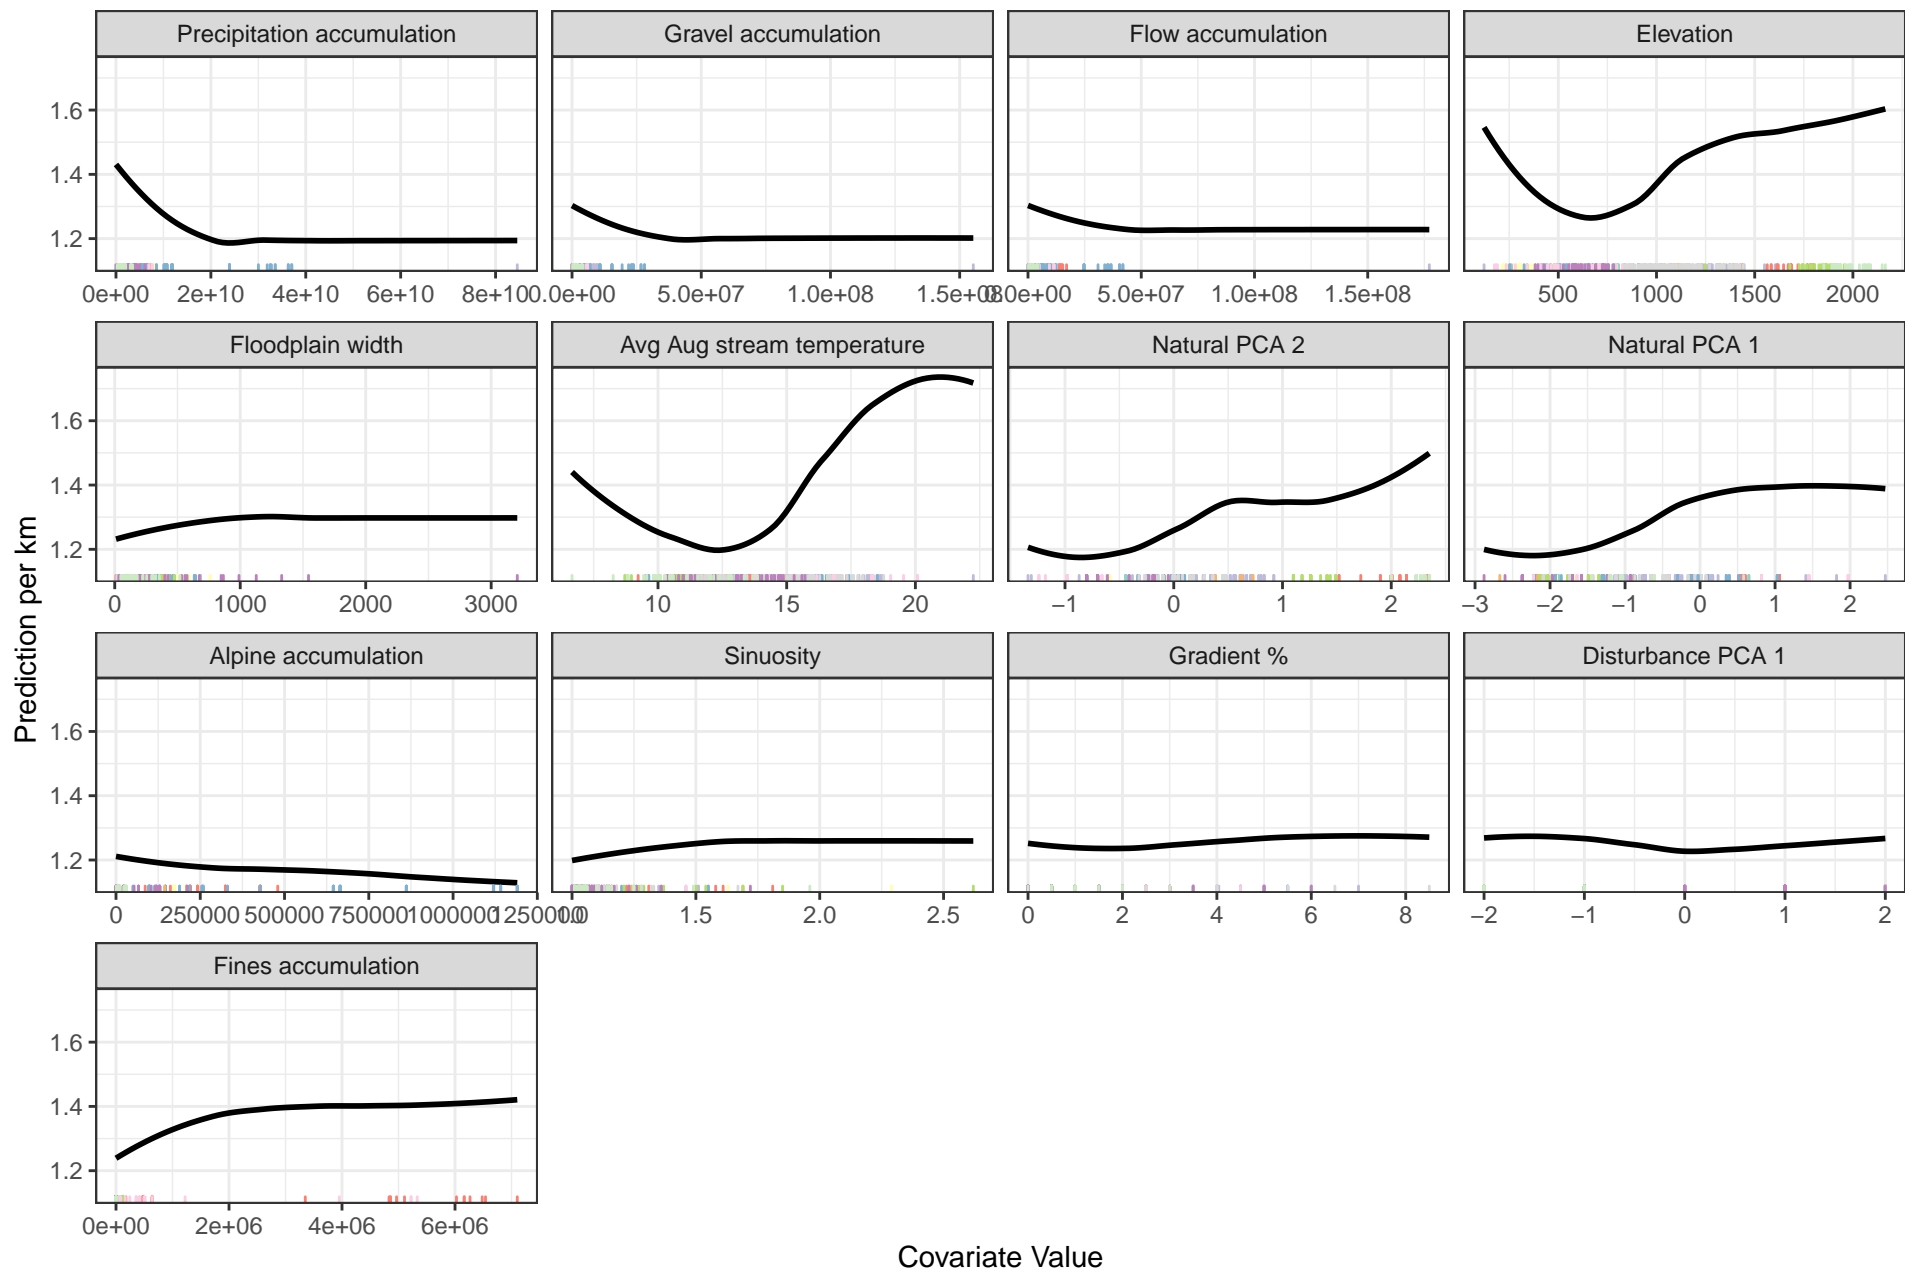 Precipitation accumulation Gravel accumulation Flow accumulation Elevation
1.6
1.4
1.2
0e+00 2e+10 4e+10 6e+10 8e+10 0.0e+00 5.0e+07 1.0e+08 1.5e+08 0.0e+00 5.0e+07 1.0e+08 1.5e+08 500 1000 1500 2000
Floodplain width Avg Aug stream temperature Natural PCA 2 Natural PCA 1
1.6
1.4
1.2
0 1000 2000 3000 10 15 20 −1 0 1 2 −3 −2 −1 0 1 2
Prediction per km
Alpine accumulation Sinuosity Gradient % Disturbance PCA 1
1.6
1.4
1.2
0 250000 500000 750000 1000000 1250000 1.0 1.5 2.0 2.5 0 2 4 6 8 −2 −1 0 1 2
Fines accumulation
1.6
1.4
1.2
0e+00 2e+06 4e+06 6e+06
Covariate Value